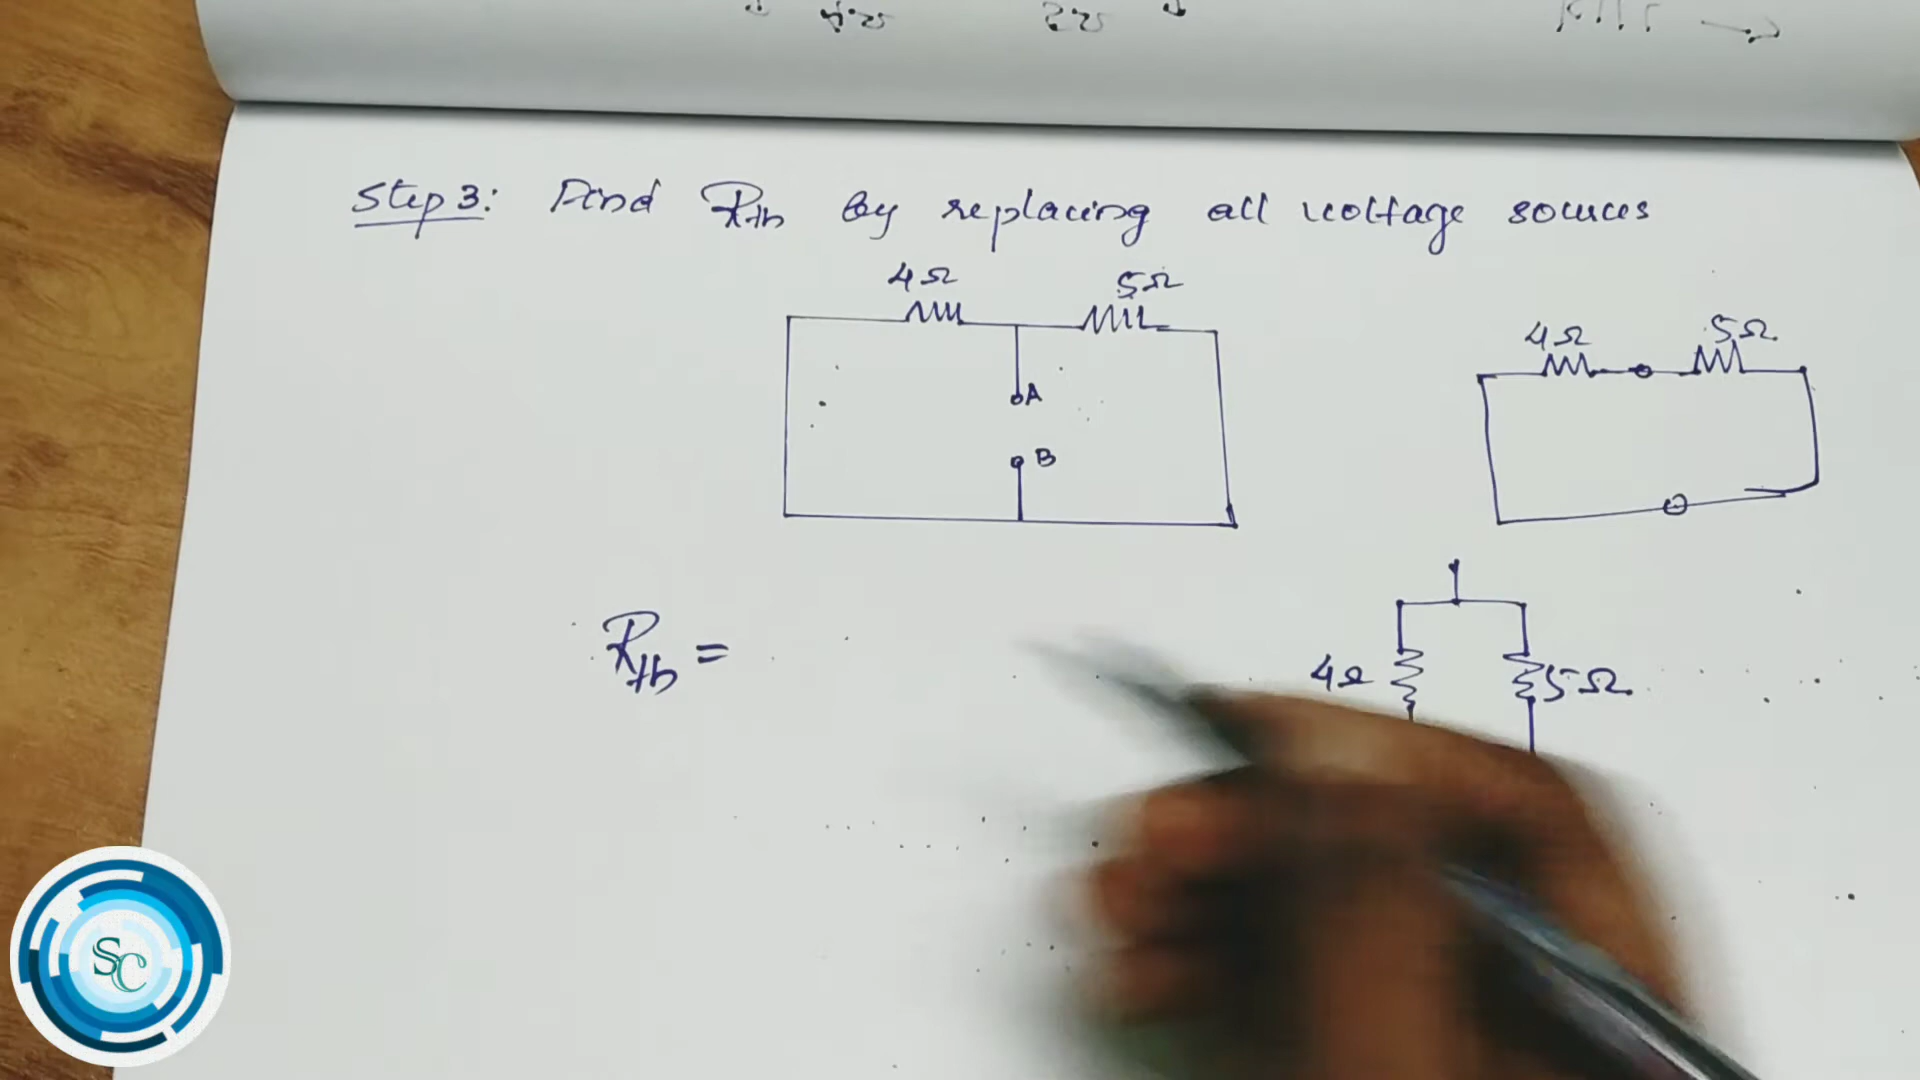 Step 3: Find Rth by replacing all voltage sources
4Ω 5Ω
4Ω 5Ω
A
B
Rth =
4Ω 5Ω
SC